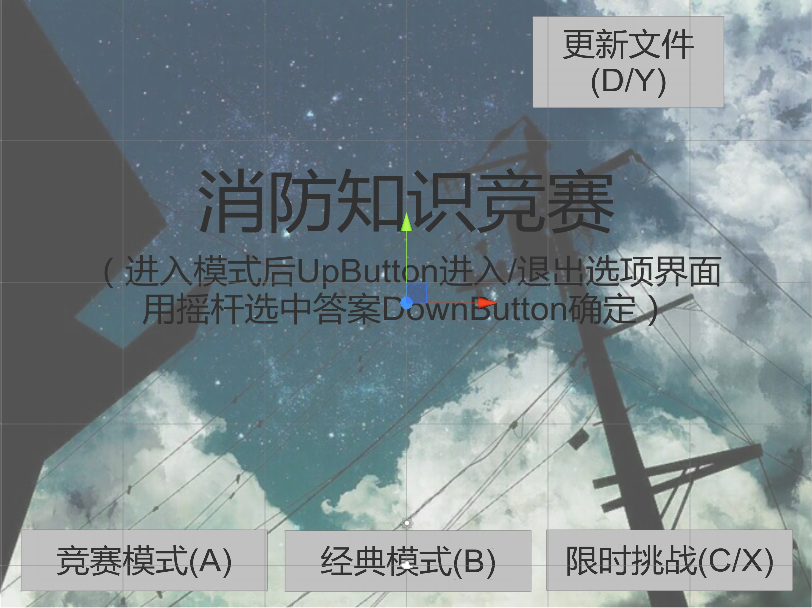 更新文件
(D/Y)
消防知识竞赛
（进入模式后UpButton进入/退出选项界面
用摇杆选中答案DownButton确定）
竞赛模式(A)
经典模式(B)
限时挑战(C/X)